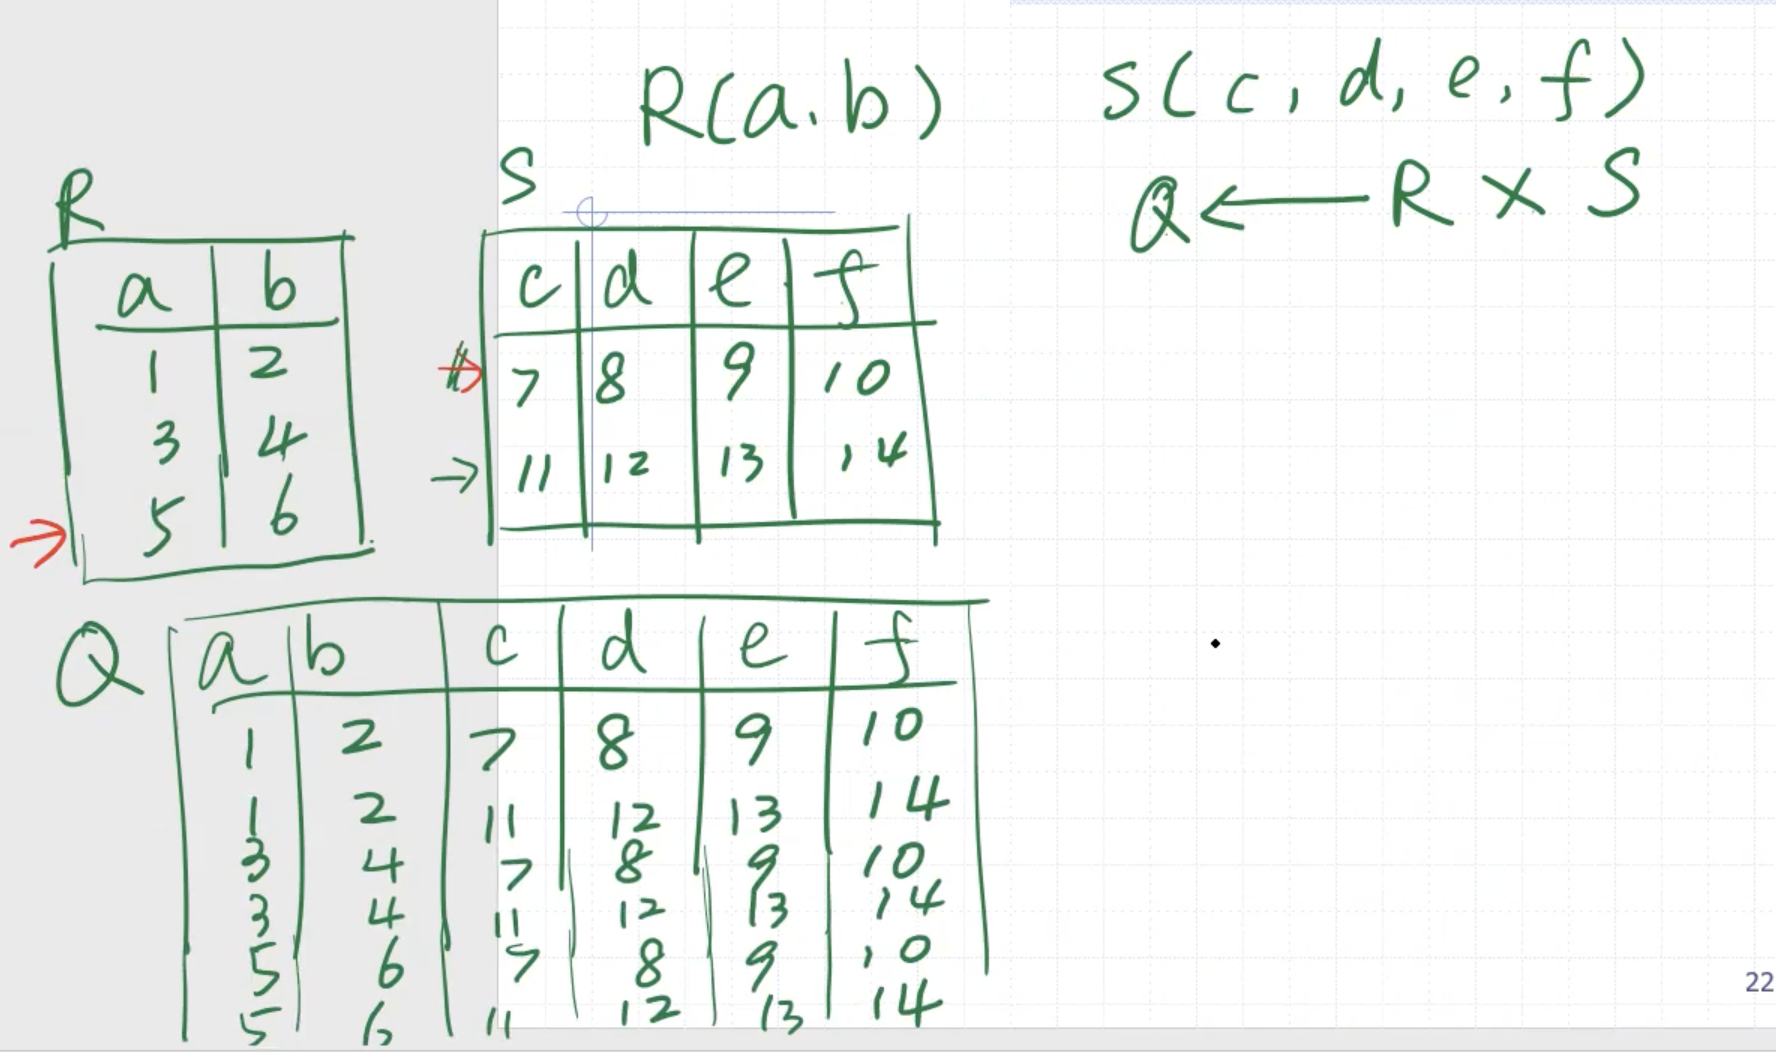 R(a.b) S(c, d, e, f)
Q ← R × S
R
a b
1 2
3 4
→ 5 6
S
c d e f
→ 7 8 9 10
→ 11 12 13 14
Q
a b c d e f
1 2 7 8 9 10
1 2 11 12 13 14
3 4 7 8 9 10
3 4 11 12 13 14
5 6 7 8 9 10
5 6 11 12 13 14
22